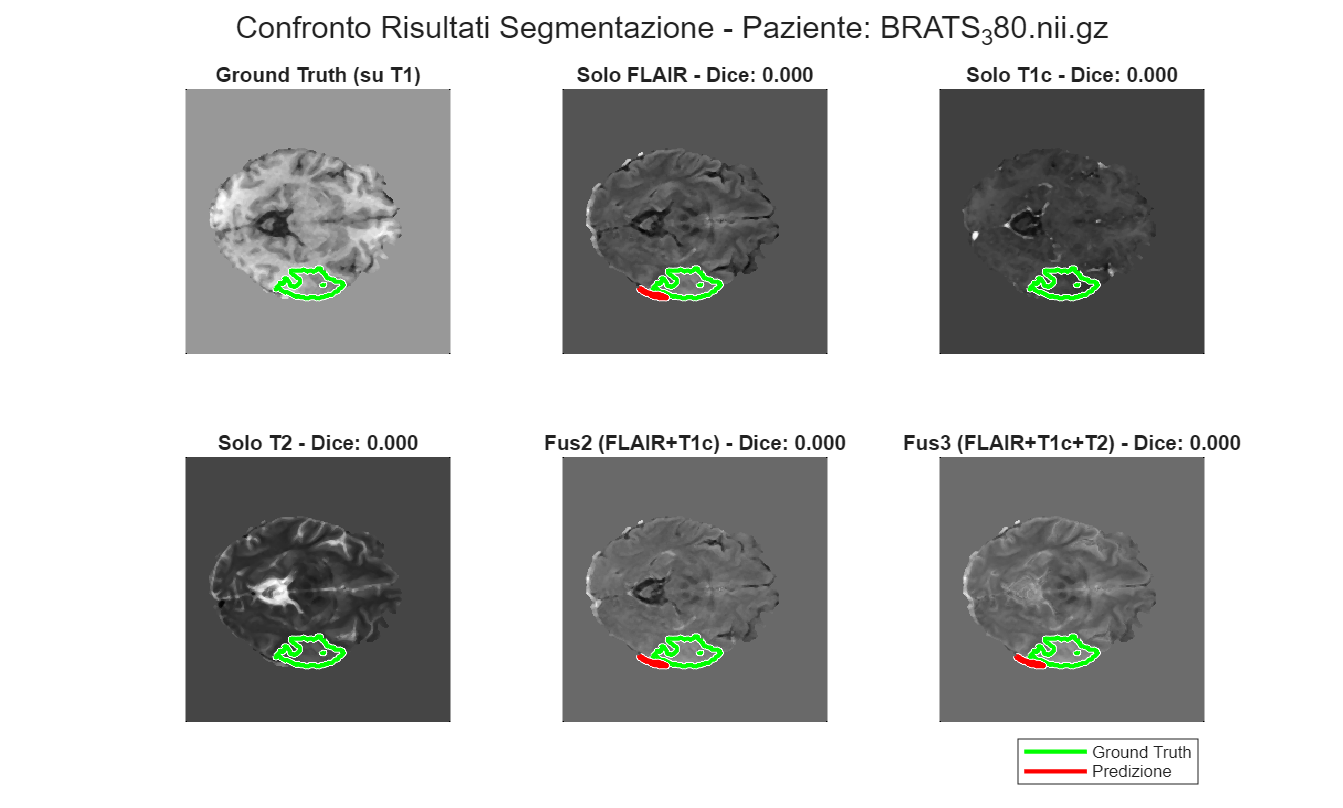 Confronto Risultati Segmentazione - Paziente: BRATS₃80.nii.gz
Ground Truth (su T1)
Solo FLAIR - Dice: 0.000
Solo T1c - Dice: 0.000
Solo T2 - Dice: 0.000
Fus2 (FLAIR+T1c) - Dice: 0.000
Fus3 (FLAIR+T1c+T2) - Dice: 0.000
Ground Truth
Predizione